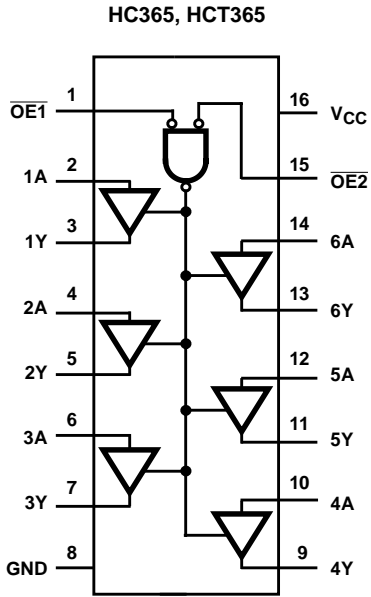 HC365, HCT365
OE1 1
1A 2
1Y 3
2A 4
2Y 5
3A 6
3Y 7
GND 8
16 VCC
15 OE2
14 6A
13 6Y
12 5A
11 5Y
10 4A
9 4Y